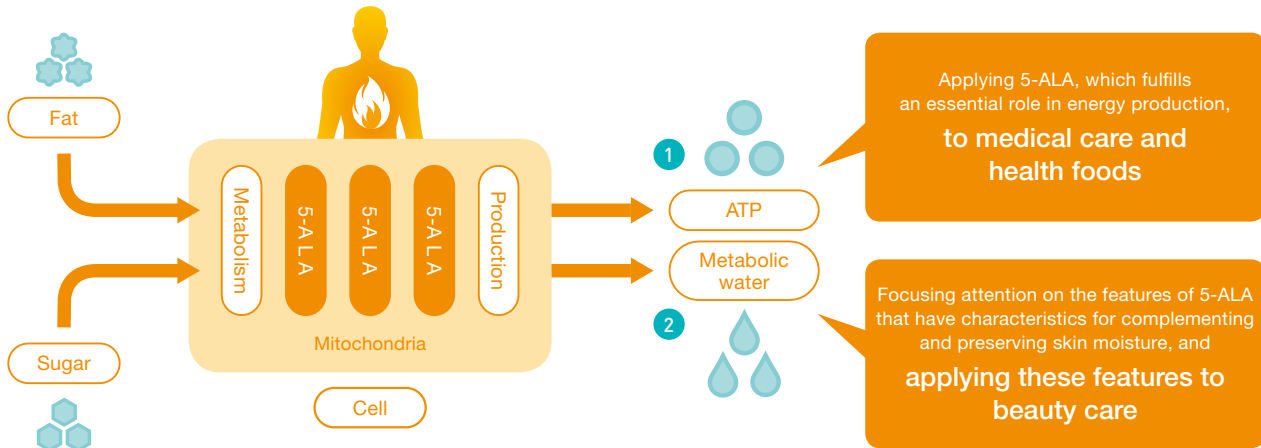 Fat
Sugar
Metabolism
5-ALA
5-ALA
5-ALA
Production
Mitochondria
Cell
1
ATP
Metabolic
water
2
Applying 5-ALA, which fulfills
an essential role in energy production,
to medical care and
health foods
Focusing attention on the features of 5-ALA
that have characteristics for complementing
and preserving skin moisture, and
applying these features to
beauty care